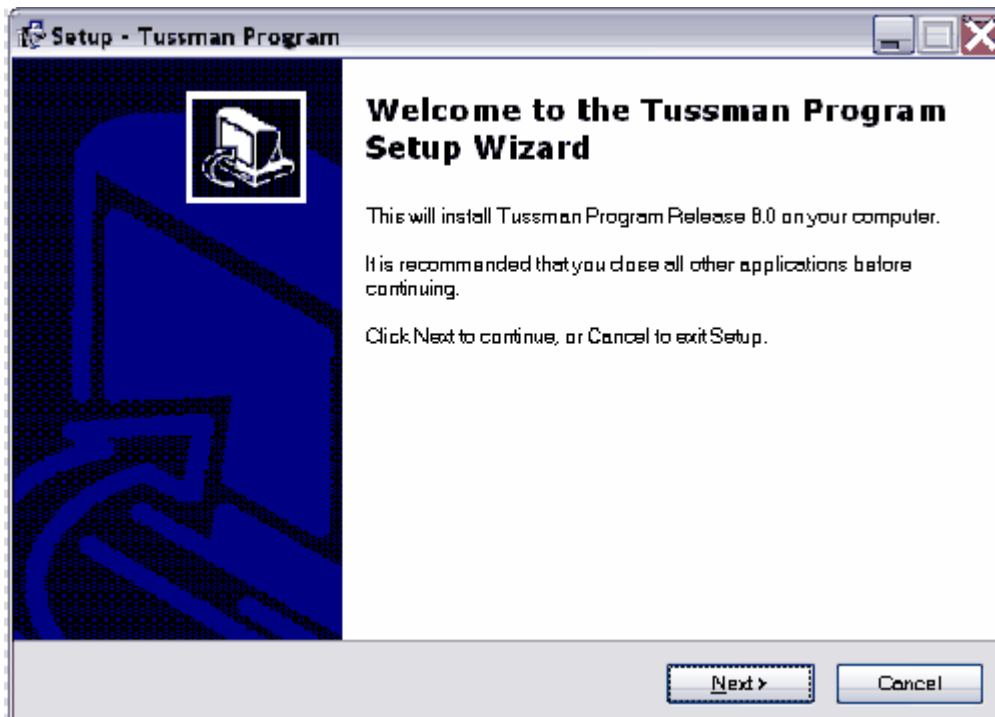 Setup - Tussman Program
Welcome to the Tussman Program
Setup Wizard
This will install Tussman Program Release 8.0 on your computer.
It is recommended that you close all other applications before
continuing.
Click Next to continue, or Cancel to exit Setup.
Next >
Cancel